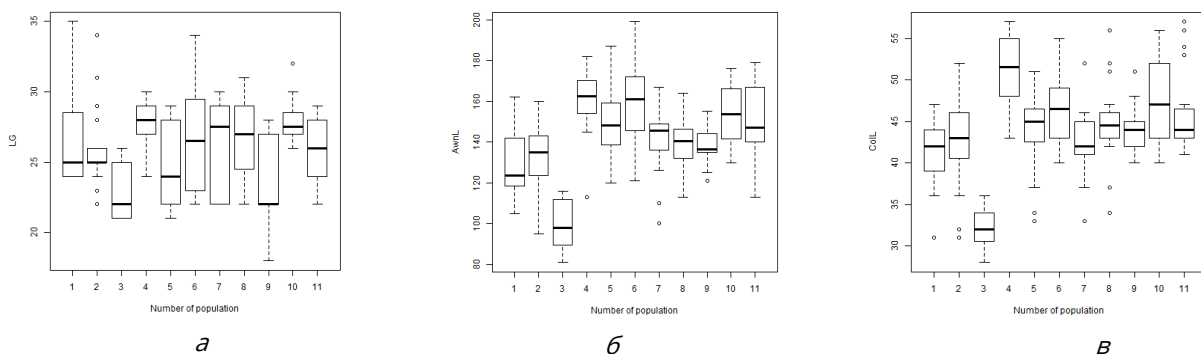 LG
35
30
25
20
1 2 3 4 5 6 7 8 9 10 11
Number of population
а
AwnL
200
180
160
140
120
100
80
1 2 3 4 5 6 7 8 9 10 11
Number of population
б
ColL
55
50
45
40
35
30
1 2 3 4 5 6 7 8 9 10 11
Number of population
в